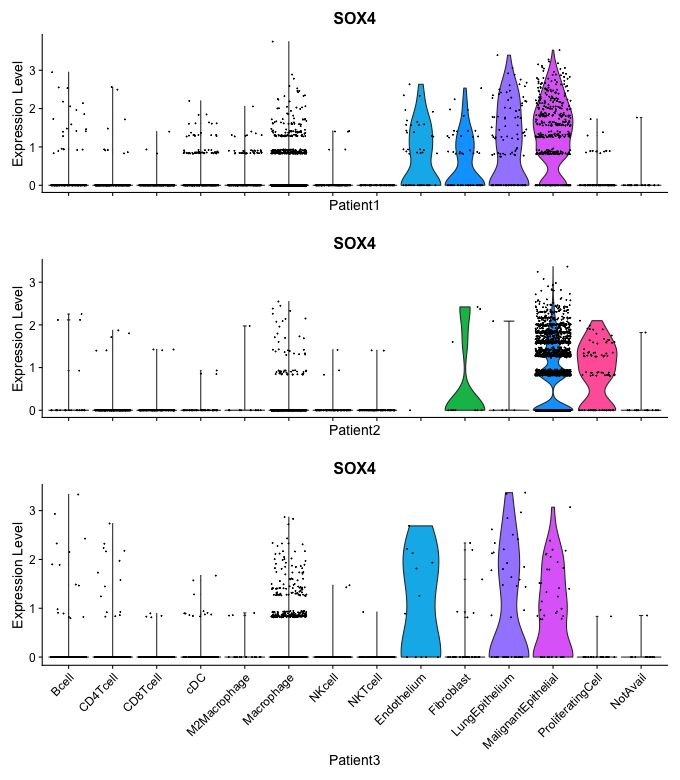 SOX4
Expression Level
3
2
1
0
Patient1
SOX4
Expression Level
3
2
1
0
Patient2
SOX4
Expression Level
3
2
1
0
Bcell
CD4Tcell
CD8Tcell
cDC
M2Macrophage
Macrophage
NKcell
NKTcell
Endothelium
Fibroblast
LungEpithelium
MalignantEpithelial
ProliferatingCell
NotAvail
Patient3